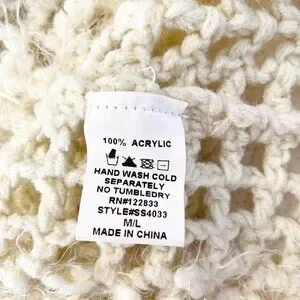 100% ACRYLIC
HAND WASH COLD
SEPARATELY
NO TUMBLEDRY
RN#122833
STYLE#SS4033
M/L
MADE IN CHINA